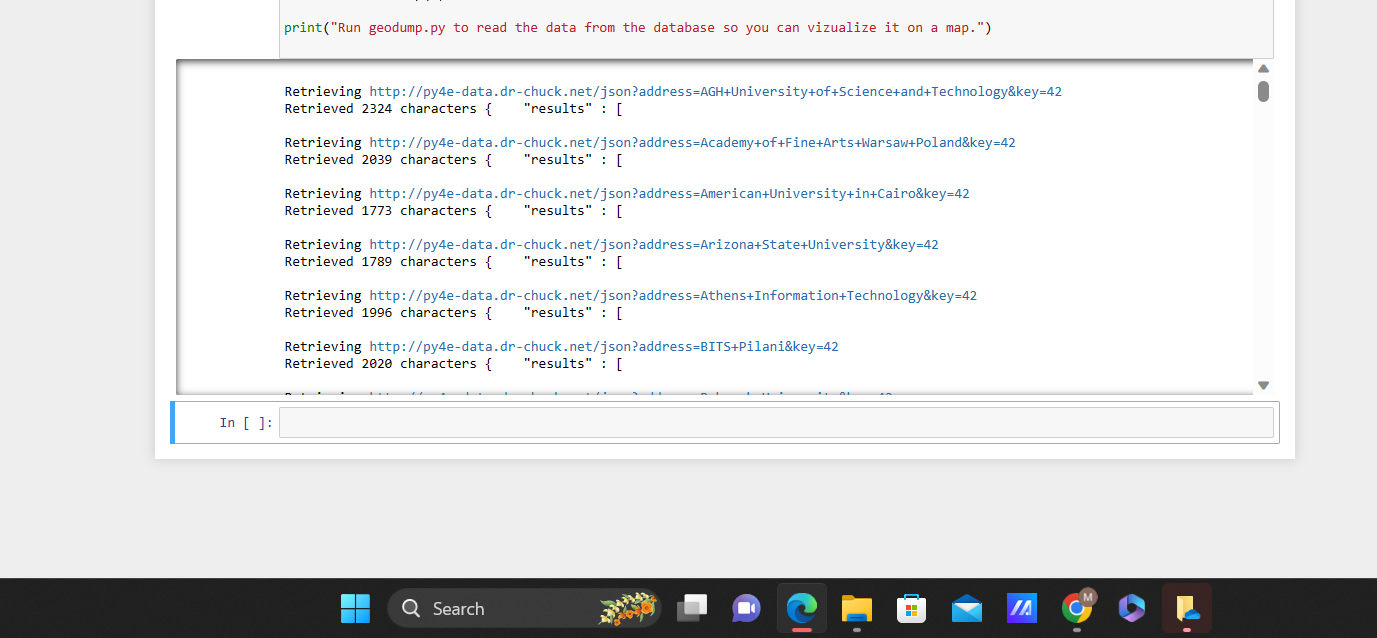 print("Run geodump.py to read the data from the database so you can vizualize it on a map.")
Retrieving http://py4e-data.dr-chuck.net/json?address=AGH+University+of+Science+and+Technology&key=42
Retrieved 2324 characters {    "results" : [
Retrieving http://py4e-data.dr-chuck.net/json?address=Academy+of+Fine+Arts+Warsaw+Poland&key=42
Retrieved 2039 characters {    "results" : [
Retrieving http://py4e-data.dr-chuck.net/json?address=American+University+in+Cairo&key=42
Retrieved 1773 characters {    "results" : [
Retrieving http://py4e-data.dr-chuck.net/json?address=Arizona+State+University&key=42
Retrieved 1789 characters {    "results" : [
Retrieving http://py4e-data.dr-chuck.net/json?address=Athens+Information+Technology&key=42
Retrieved 1996 characters {    "results" : [
Retrieving http://py4e-data.dr-chuck.net/json?address=BITS+Pilani&key=42
Retrieved 2020 characters {    "results" : [
In [ ]:
Search
M